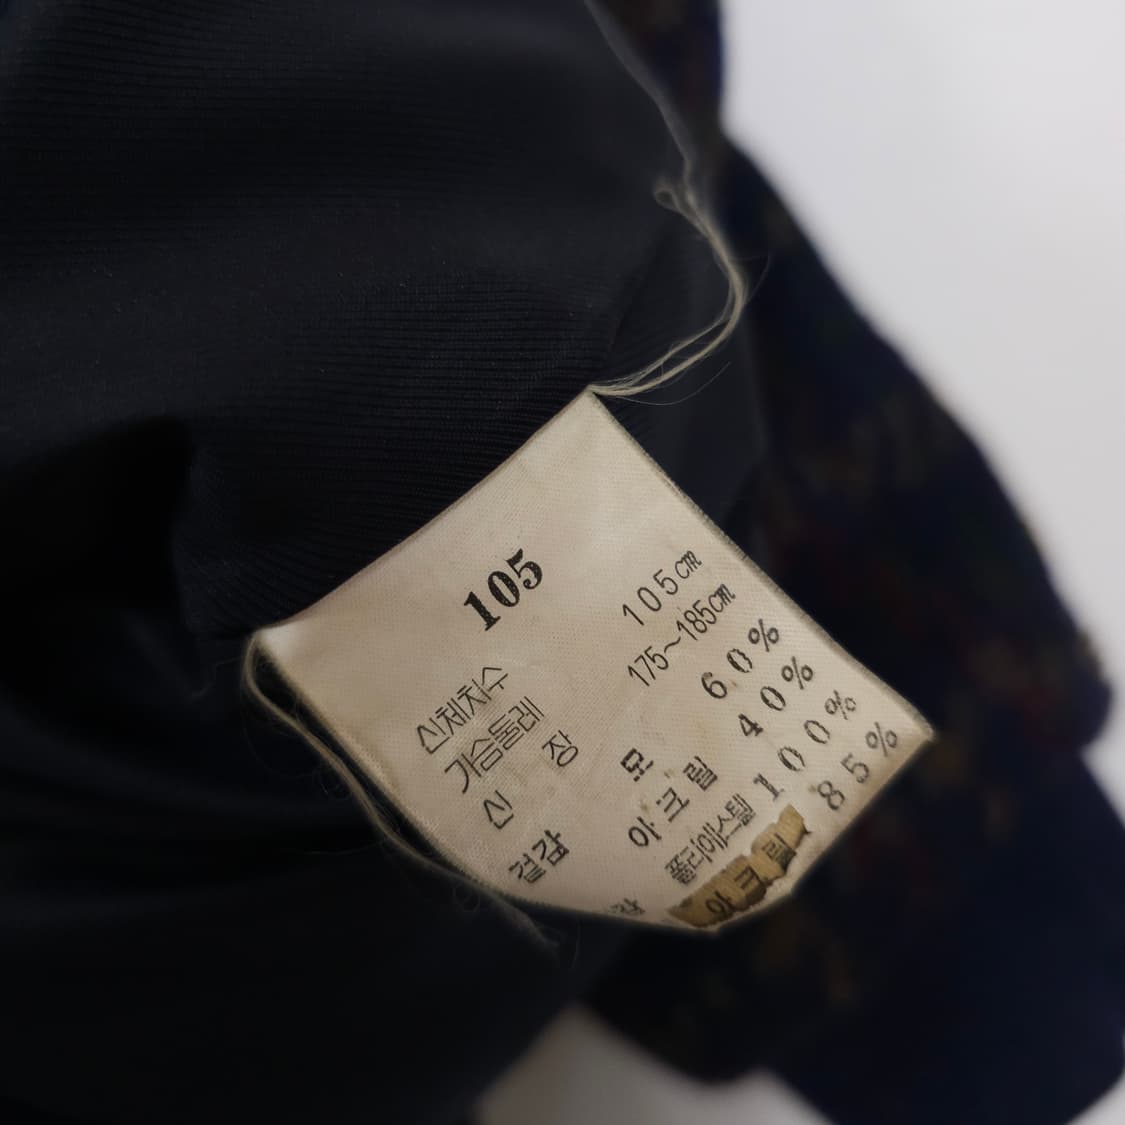 105
신체치수
가슴둘레 105㎝
신 장 175~185㎝
겉감 모 60%
아크릴 40%
폴리에스텔 100%
아크릴 85%